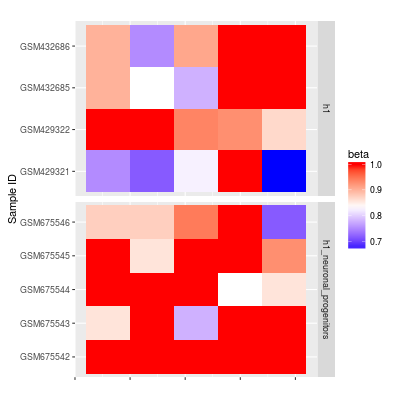 Sample ID
GSM432686
GSM432685
GSM429322
GSM429321
h1
GSM675546
GSM675545
GSM675544
GSM675543
GSM675542
h1_neuronal_progenitors
beta
1.0
0.9
0.8
0.7